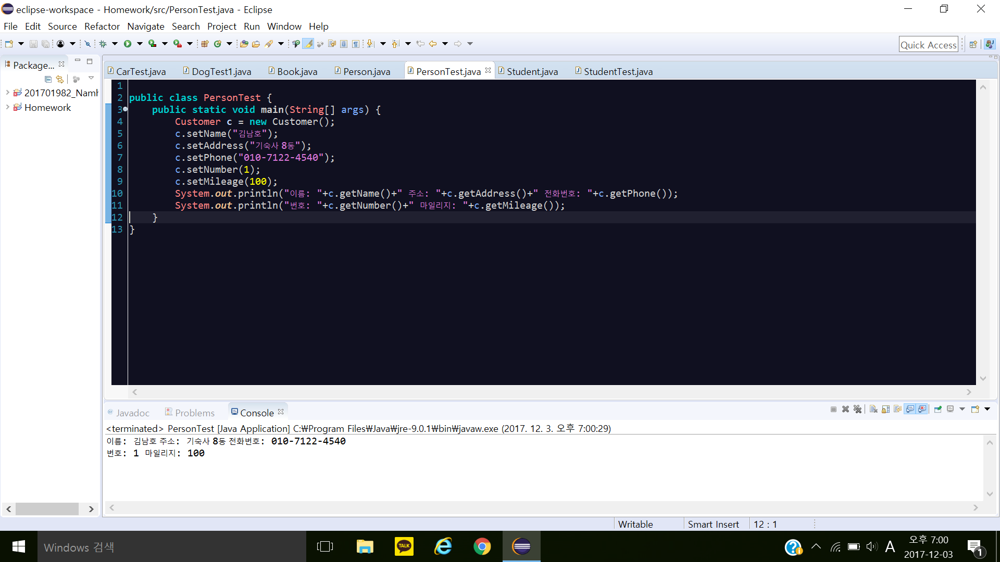 eclipse-workspace - Homework/src/PersonTest.java - Eclipse
File Edit Source Refactor Navigate Search Project Run Window Help
Quick Access
Package...
201701982_Namh
Homework
CarTest.java DogTest1.java Book.java Person.java PersonTest.java Student.java StudentTest.java
1
2 public class PersonTest {
3 public static void main(String[] args) {
4 Customer c = new Customer();
5 c.setName("김남호");
6 c.setAddress("기숙사 8동");
7 c.setPhone("010-7122-4540");
8 c.setNumber(1);
9 c.setMileage(100);
10 System.out.println("이름: "+c.getName()+" 주소: "+c.getAddress()+" 전화번호: "+c.getPhone());
11 System.out.println("번호: "+c.getNumber()+" 마일리지: "+c.getMileage());
12 }
13 }
@ Javadoc Problems Console
<terminated> PersonTest [Java Application] C:₩Program Files₩Java₩jre-9.0.1₩bin₩javaw.exe (2017. 12. 3. 오후 7:00:29)
이름: 김남호 주소: 기숙사 8동 전화번호: 010-7122-4540
번호: 1 마일리지: 100
Writable Smart Insert 12 : 1
Windows 검색
TALK
A
오후 7:00
2017-12-03
1